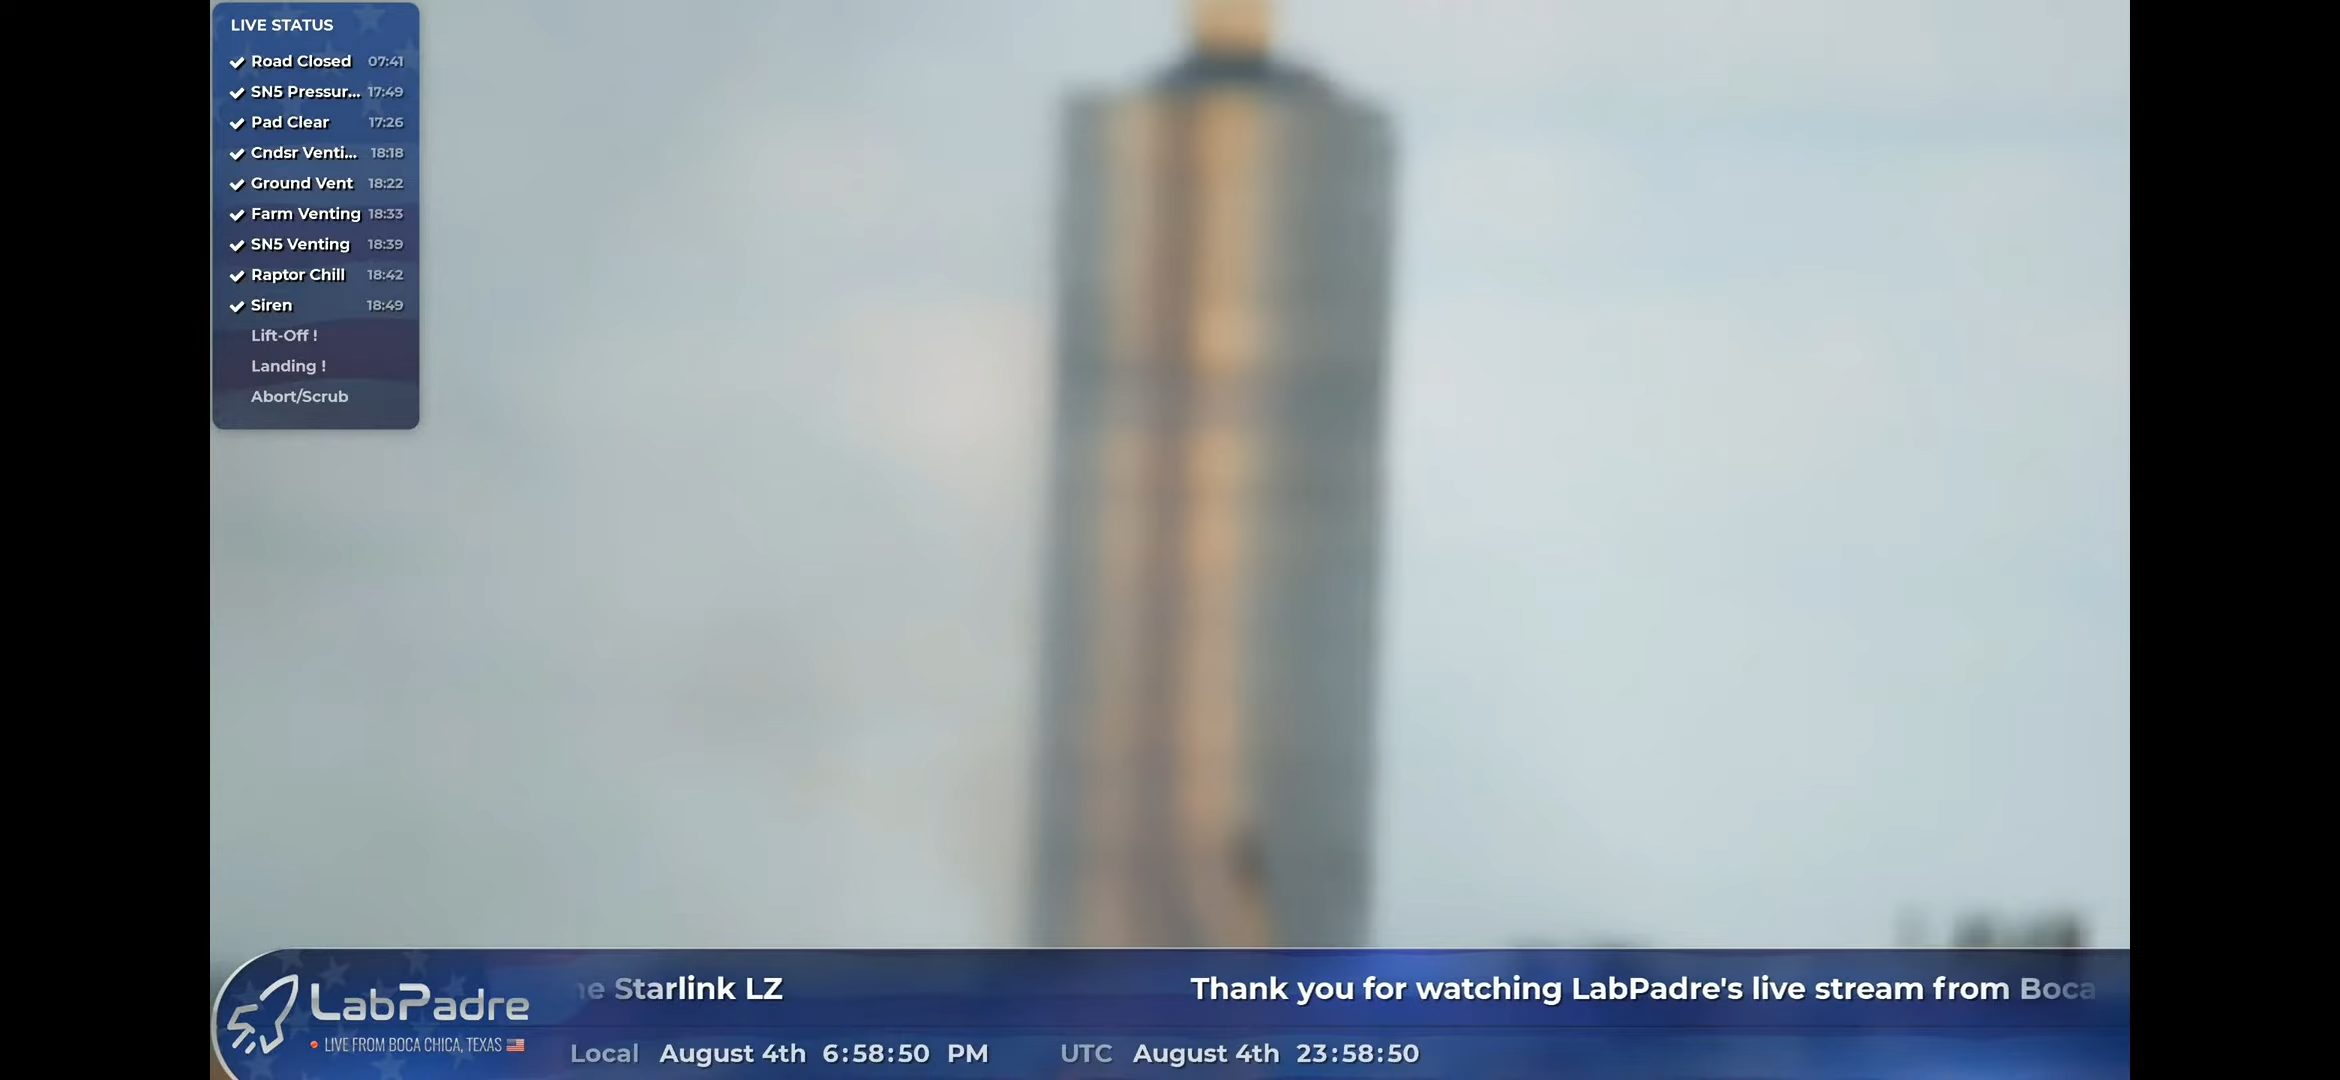 LIVE STATUS
Road Closed 07:41
SN5 Pressur... 17:49
Pad Clear 17:26
Cndsr Venti... 18:18
Ground Vent 18:22
Farm Venting 18:33
SN5 Venting 18:39
Raptor Chill 18:42
Siren 18:49
Lift-Off !
Landing !
Abort/Scrub
e Starlink LZ Thank you for watching LabPadre's live stream from Boca
LabPadre
LIVE FROM BOCA CHICA, TEXAS
Local August 4th 6:58:50 PM UTC August 4th 23:58:50